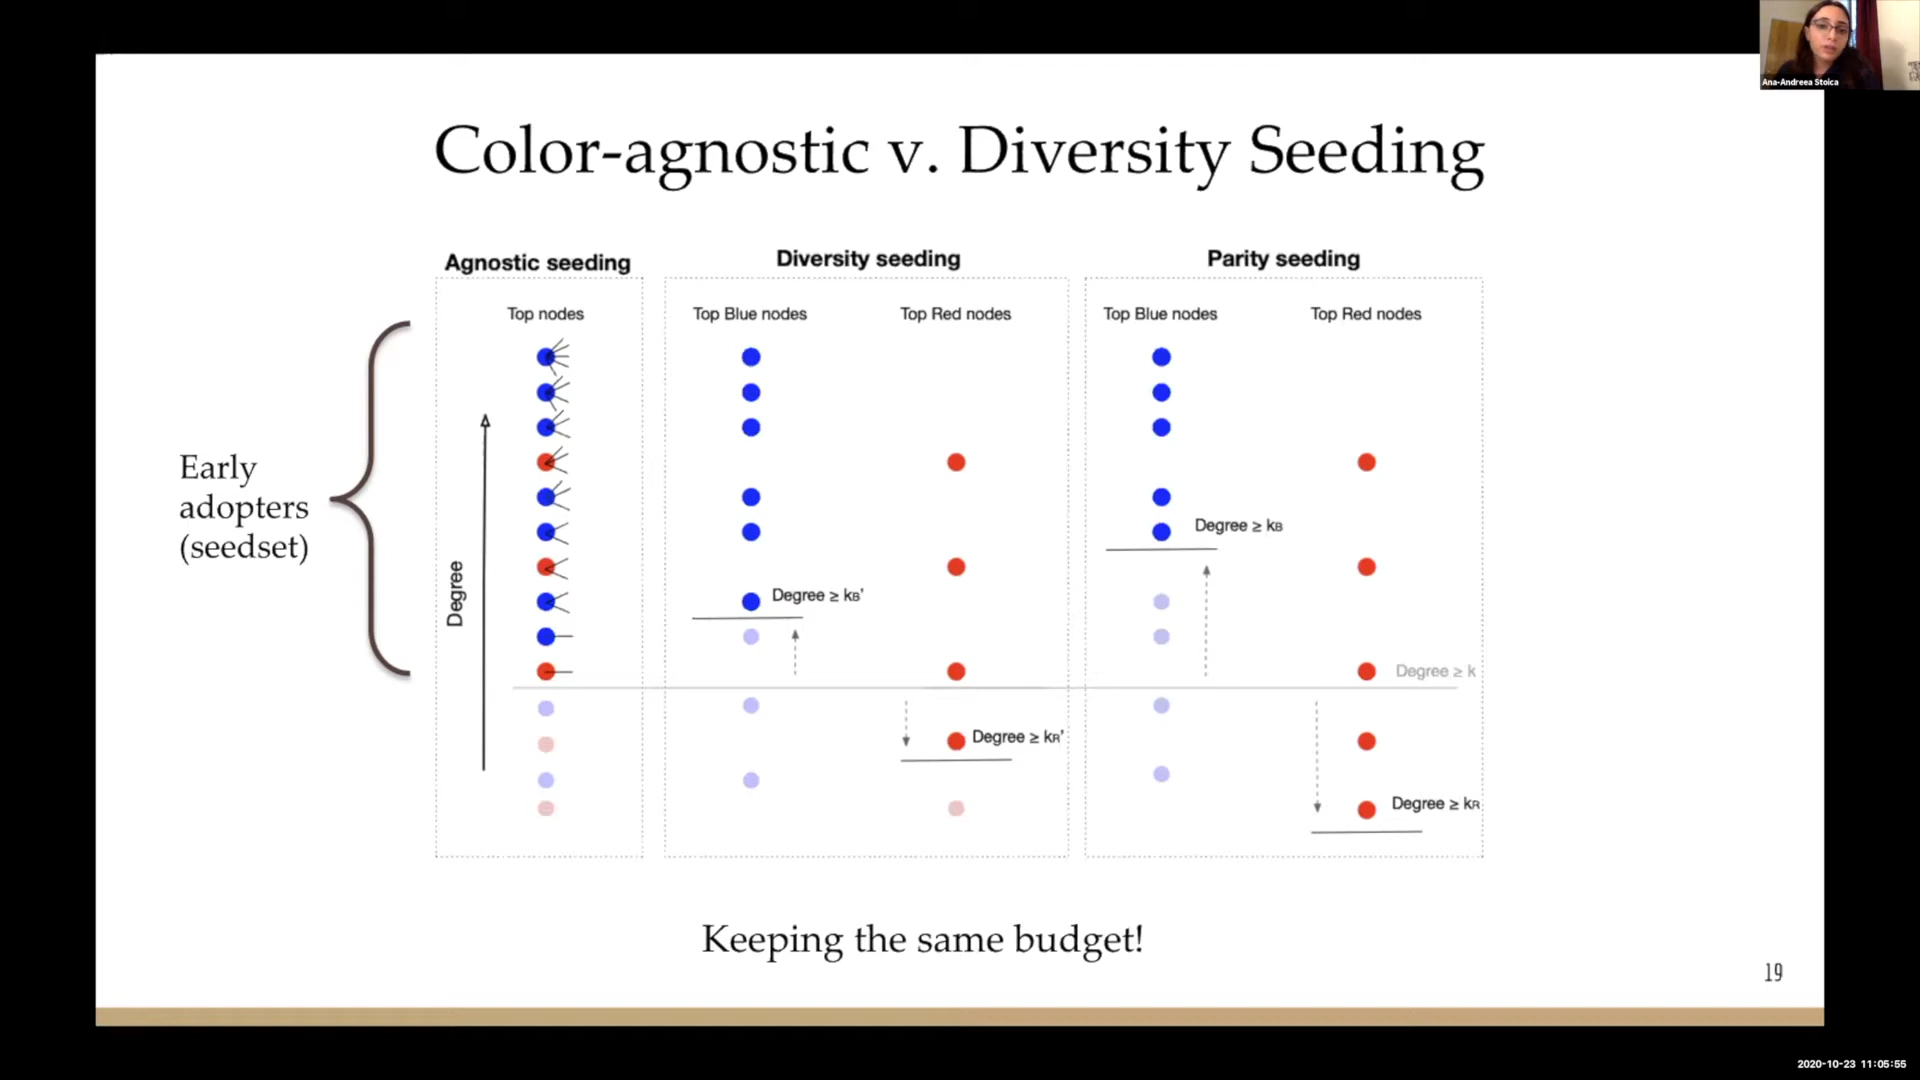 Ana-Andreea Stoica
Color-agnostic v. Diversity Seeding
Agnostic seeding
Diversity seeding
Parity seeding
Top nodes
Top Blue nodes
Top Red nodes
Top Blue nodes
Top Red nodes
Early
adopters
(seedset)
Degree
Degree ≥ kB'
Degree ≥ kR'
Degree ≥ kB
Degree ≥ k
Degree ≥ kR
Keeping the same budget!
19
2020-10-23 11:05:55